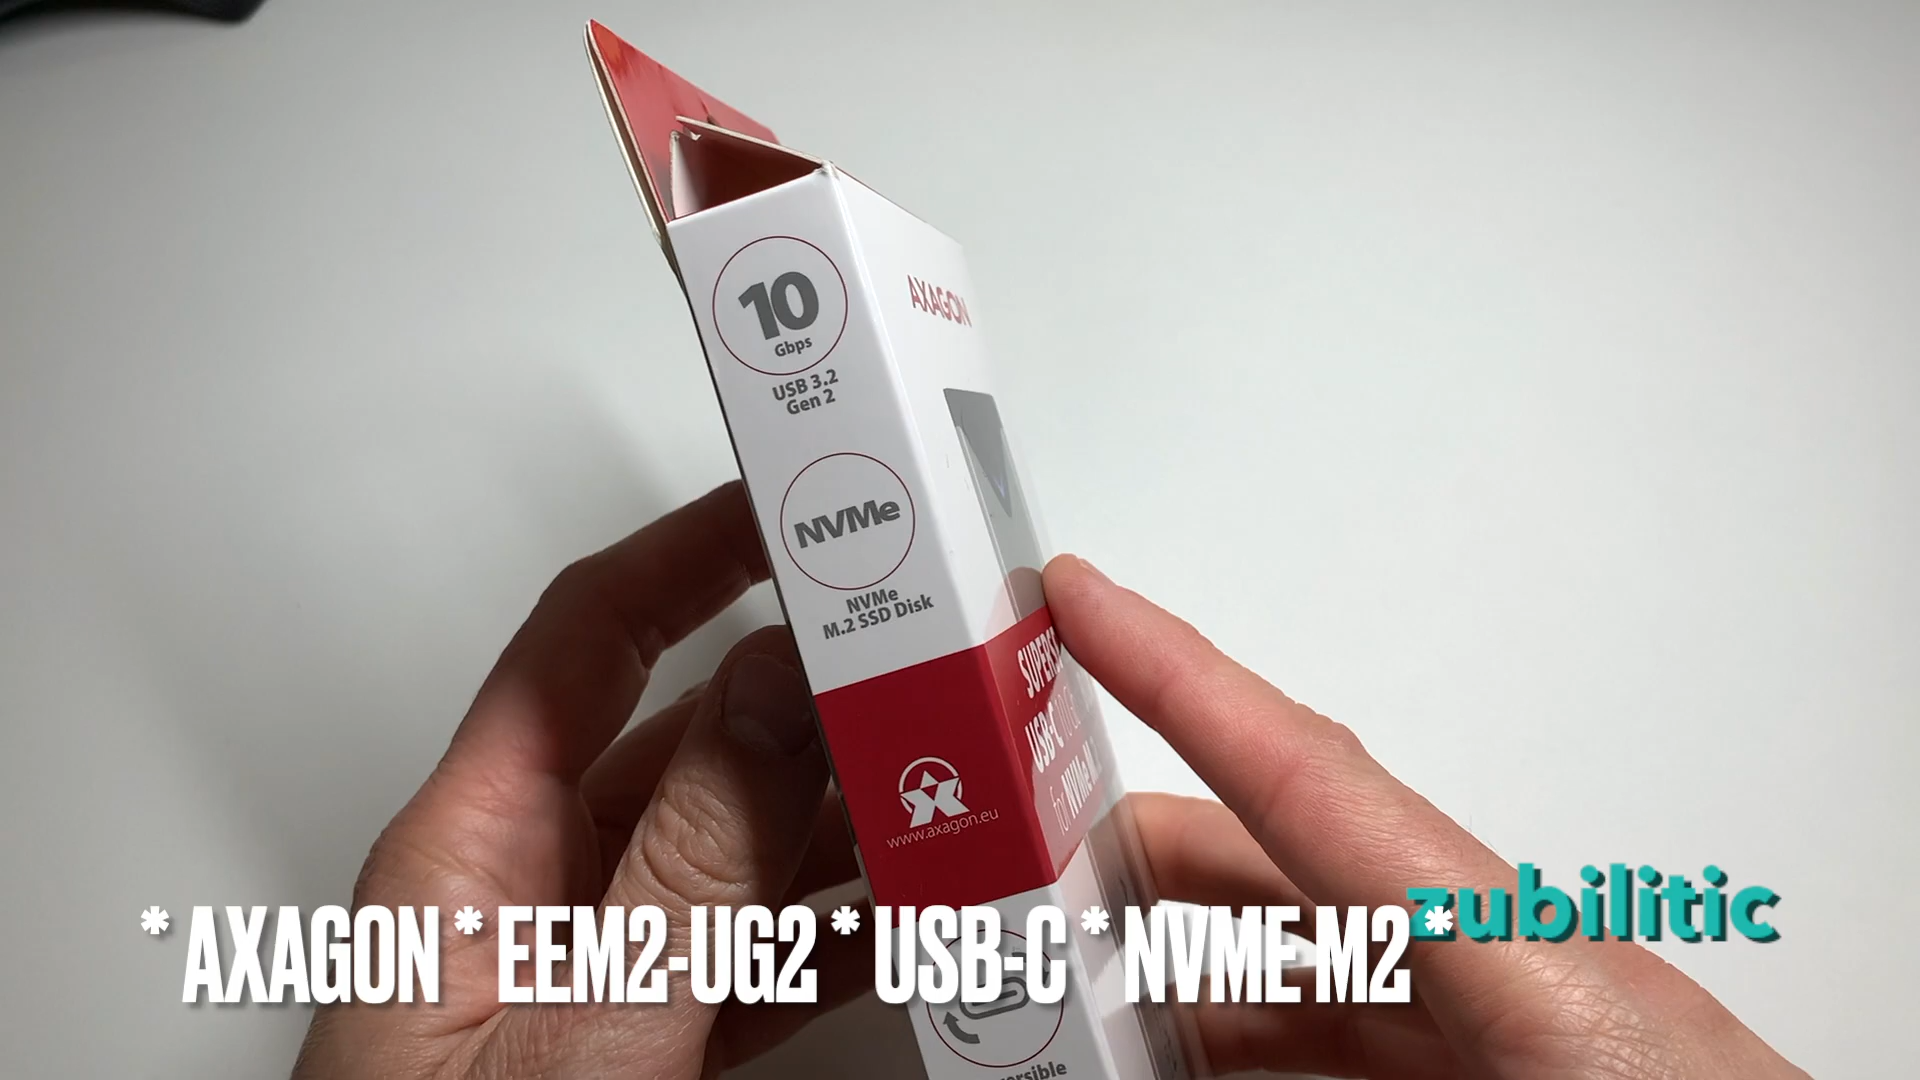 10
Gbps
USB 3.2
Gen 2
NVMe
NVMe
M.2 SSD Disk
www.axagon.eu
AXAGON
USB-C
for NVMe M.2
zubilitic
* AXAGON * EEM2-UG2 * USB-C * NVME M2 *